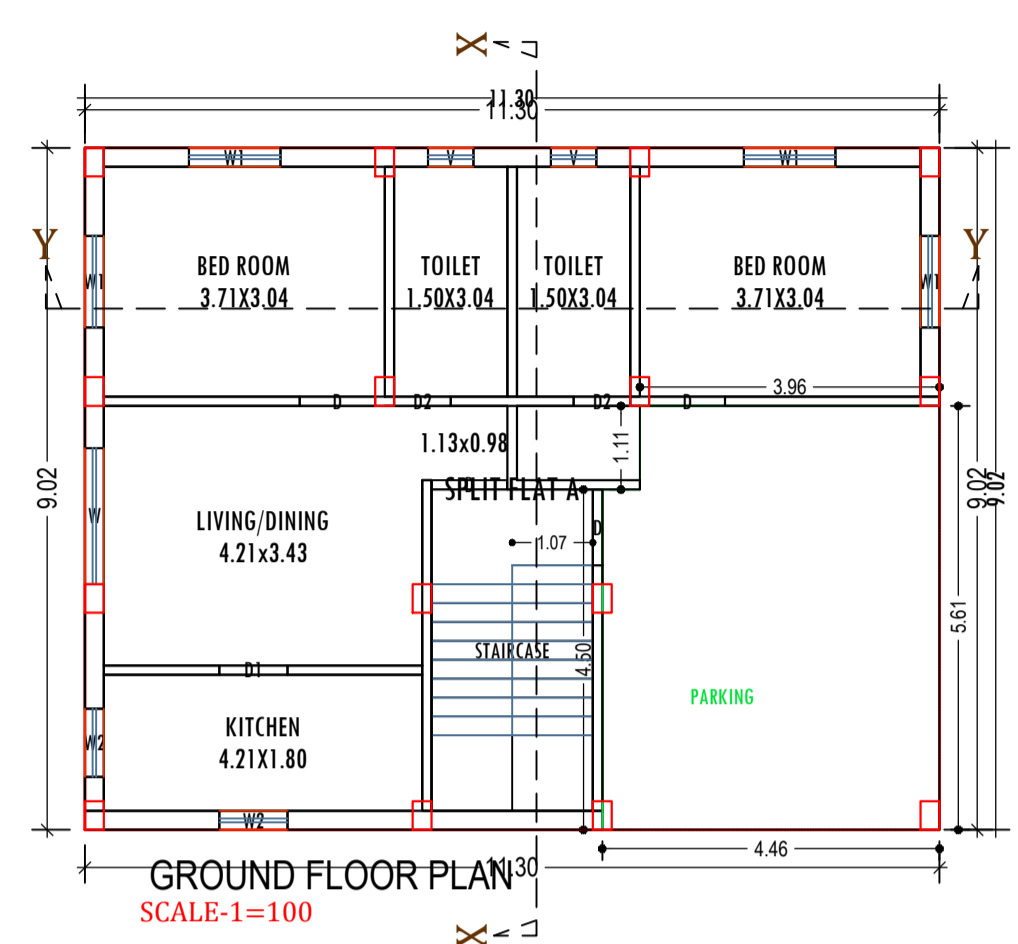 X
11.30
11.30
W1
V
V
W1
Y
Y
BED ROOM
3.71X3.04
TOILET
1.50X3.04
TOILET
1.50X3.04
BED ROOM
3.71X3.04
W1
W1
3.96
D
D2
D2
D
1.13x0.98
1.11
9.02
9.02
9.02
SPLIT FLAT A
D
W
LIVING/DINING
4.21x3.43
D
1.07
5.61
STAIRCASE
4.50
D1
PARKING
KITCHEN
4.21X1.80
W2
W2
4.46
11.30
GROUND FLOOR PLAN
SCALE-1=100
X